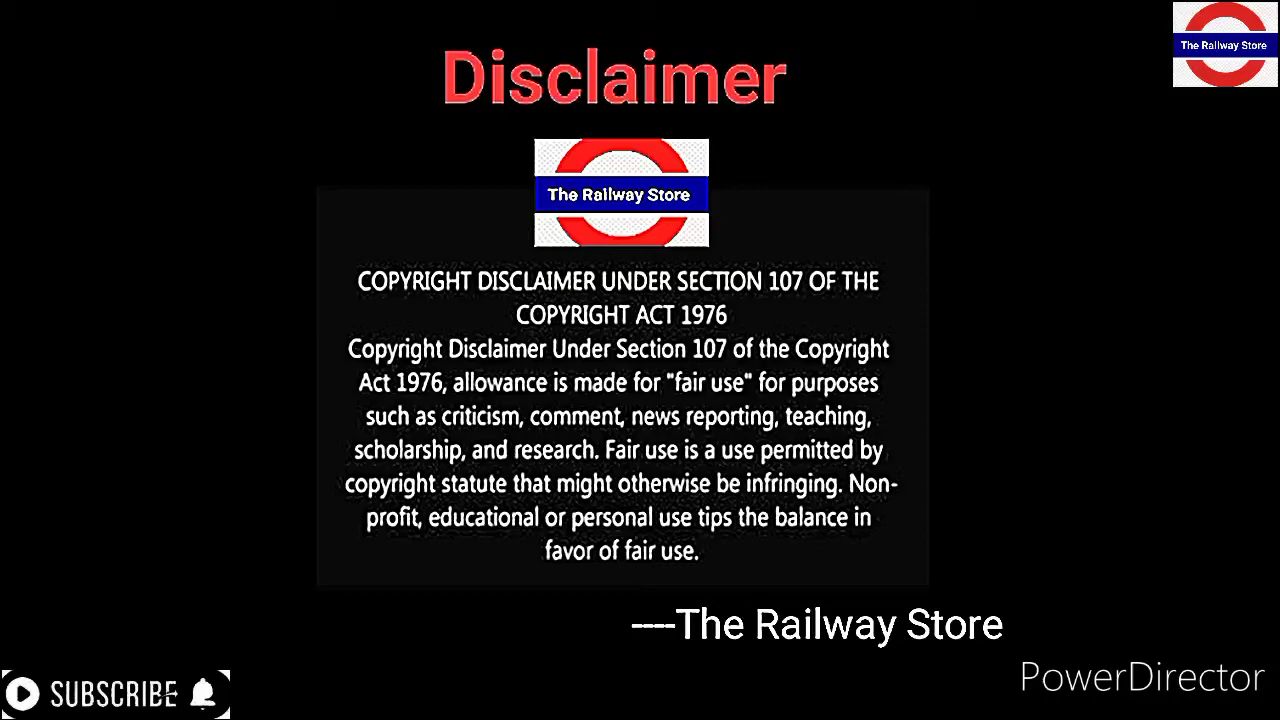 Disclaimer
The Railway Store
The Railway Store
COPYRIGHT DISCLAIMER UNDER SECTION 107 OF THE
COPYRIGHT ACT 1976
Copyright Disclaimer Under Section 107 of the Copyright
Act 1976, allowance is made for "fair use" for purposes
such as criticism, comment, news reporting, teaching,
scholarship, and research. Fair use is a use permitted by
copyright statute that might otherwise be infringing. Non-
profit, educational or personal use tips the balance in
favor of fair use.
----The Railway Store
PowerDirector
SUBSCRIBE